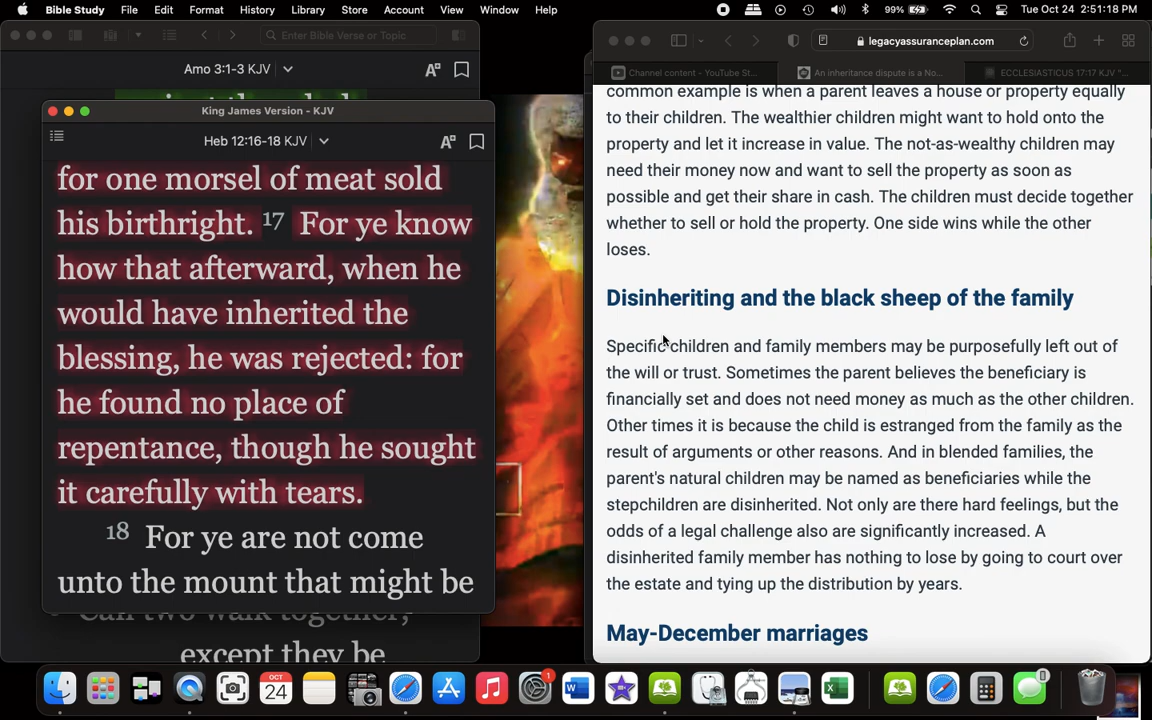 Bible Study File Edit Format History Library Store Account View Window Help 99% Tue Oct 24 2:51:18 PM
Enter Bible Verse or Topic
Amo 3:1-3 KJV
King James Version - KJV
Heb 12:16-18 KJV
for one morsel of meat sold
his birthright. 17 For ye know
how that afterward, when he
would have inherited the
blessing, he was rejected: for
he found no place of
repentance, though he sought
it carefully with tears.
18 For ye are not come
unto the mount that might be
Can two walk together,
except they be
legacyassuranceplan.com
Channel content - YouTube St...
An inheritance dispute is a No...
ECCLESIASTICUS 17:17 KJV "...
common example is when a parent leaves a house or property equally
to their children. The wealthier children might want to hold onto the
property and let it increase in value. The not-as-wealthy children may
need their money now and want to sell the property as soon as
possible and get their share in cash. The children must decide together
whether to sell or hold the property. One side wins while the other
loses.
Disinheriting and the black sheep of the family
Specific children and family members may be purposefully left out of
the will or trust. Sometimes the parent believes the beneficiary is
financially set and does not need money as much as the other children.
Other times it is because the child is estranged from the family as the
result of arguments or other reasons. And in blended families, the
parent's natural children may be named as beneficiaries while the
stepchildren are disinherited. Not only are there hard feelings, but the
odds of a legal challenge also are significantly increased. A
disinherited family member has nothing to lose by going to court over
the estate and tying up the distribution by years.
May-December marriages
OCT
24
1